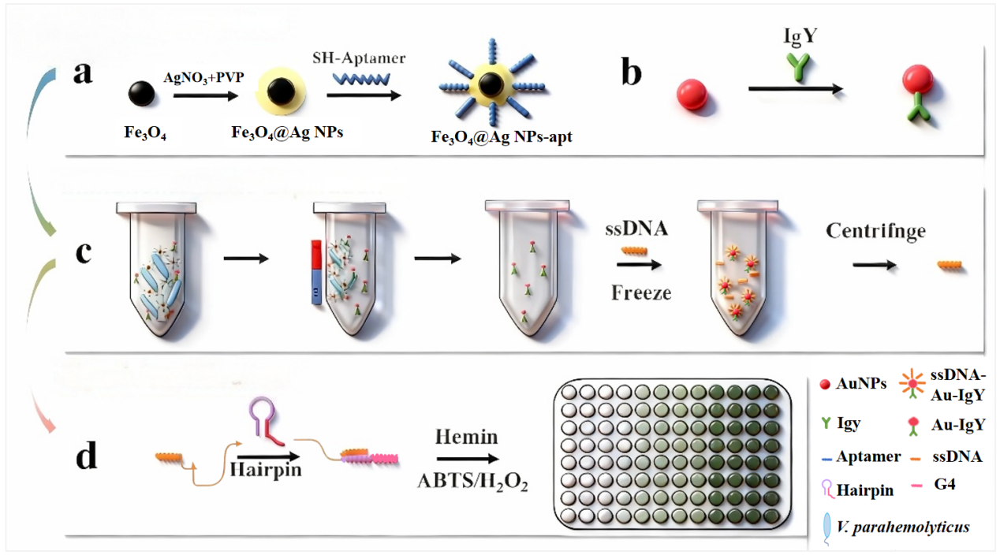 a
AgNO₃+PVP
SH-Aptamer
Fe₃O₄
Fe₃O₄@Ag NPs
Fe₃O₄@Ag NPs-apt
b
IgY
c
ssDNA
Freeze
Centrifnge
d
Hairpin
Hemin
ABTS/H₂O₂
AuNPs
ssDNA-
Au-IgY
Igy
Au-IgY
Aptamer
ssDNA
Hairpin
G4
V. parahemolyticus